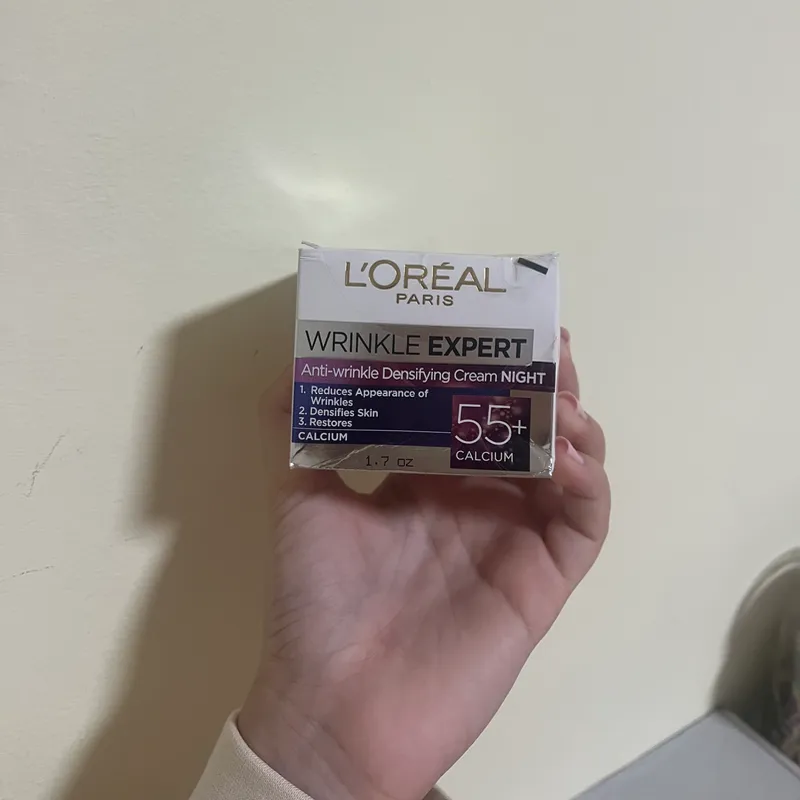 L'ORÉAL
PARIS
WRINKLE EXPERT
Anti-wrinkle Densifying Cream NIGHT
1. Reduces Appearance of
Wrinkles
2. Densifies Skin
3. Restores
CALCIUM
55+
CALCIUM
1.7 OZ